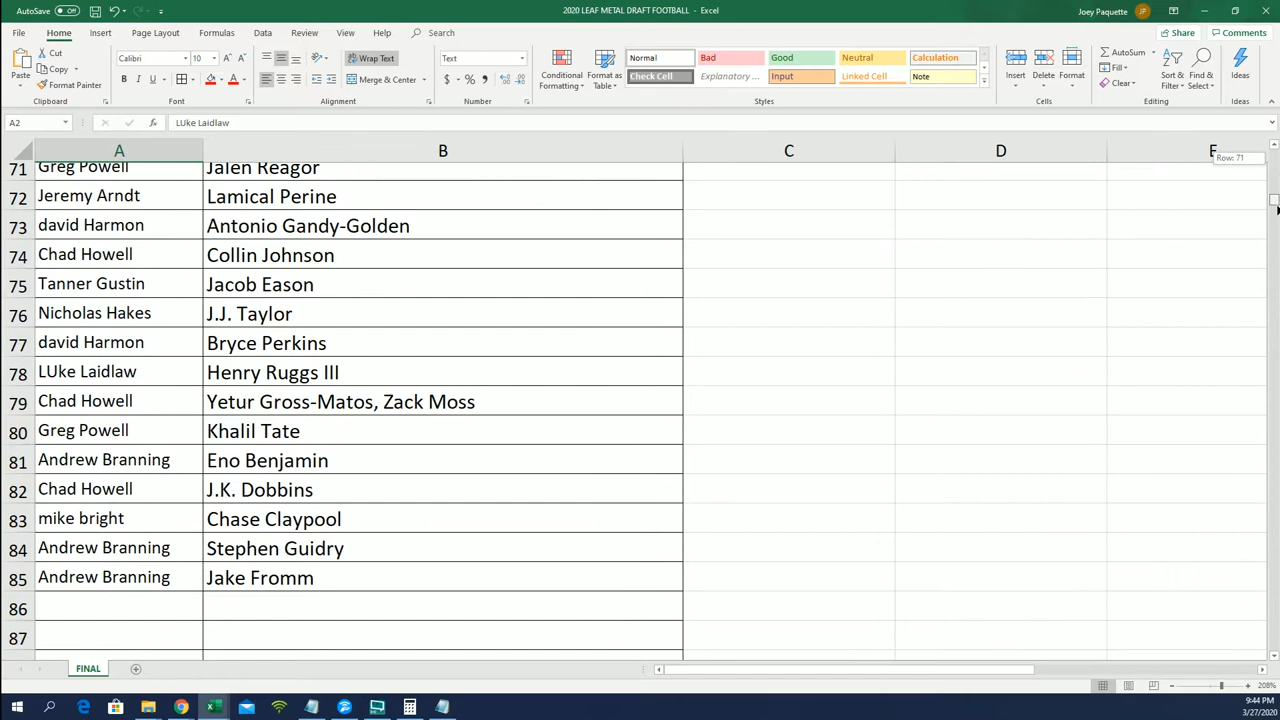 AutoSave Off 2020 LEAF METAL DRAFT FOOTBALL - Excel Joey Paquette JP
File Home Insert Page Layout Formulas Data Review View Help Search Share Comments
Paste Cut Copy Format Painter Clipboard
Calibri 10 B I U Font
Wrap Text Merge & Center Alignment
Text $ % Number
Conditional Formatting Format as Table
Normal Bad Good Neutral Calculation
Check Cell Explanatory ... Input Linked Cell Note
Styles
Insert Delete Format Cells
AutoSum Fill Clear Sort & Filter Find & Select Editing
Ideas Ideas
A2 fx LUke Laidlaw
A B C D E
Row: 71
71 Greg Powell Jalen Reagor
72 Jeremy Arndt Lamical Perine
73 david Harmon Antonio Gandy-Golden
74 Chad Howell Collin Johnson
75 Tanner Gustin Jacob Eason
76 Nicholas Hakes J.J. Taylor
77 david Harmon Bryce Perkins
78 LUke Laidlaw Henry Ruggs III
79 Chad Howell Yetur Gross-Matos, Zack Moss
80 Greg Powell Khalil Tate
81 Andrew Branning Eno Benjamin
82 Chad Howell J.K. Dobbins
83 mike bright Chase Claypool
84 Andrew Branning Stephen Guidry
85 Andrew Branning Jake Fromm
86
87
FINAL
208%
9:44 PM
3/27/2020